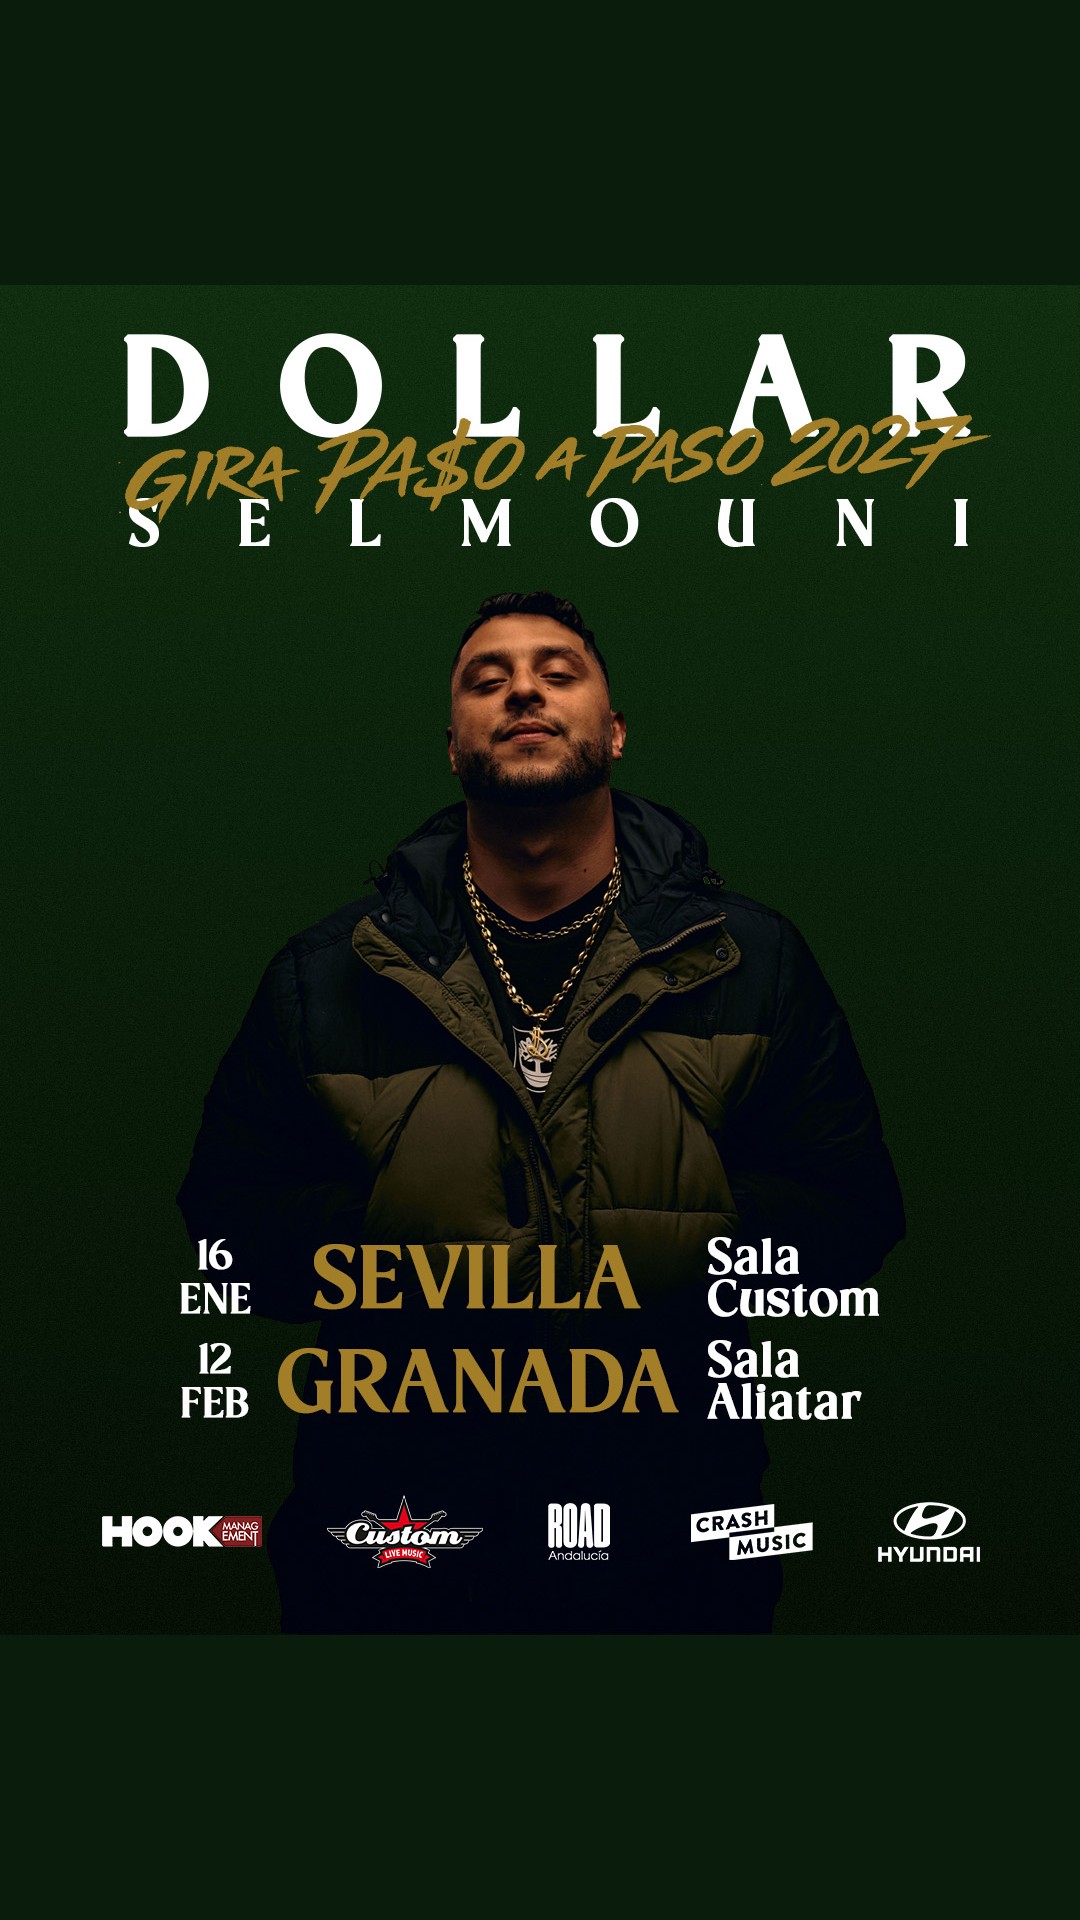 DOLLAR
GIRA PA$O A PASO 2027
SELMOUNI
16 ENE SEVILLA Sala Custom
12 FEB GRANADA Sala Aliatar
HOOK MANAGEMENT
Custom
LIVE MUSIC
ROAD
Andalucía
CRASH
MUSIC
HYUNDAI